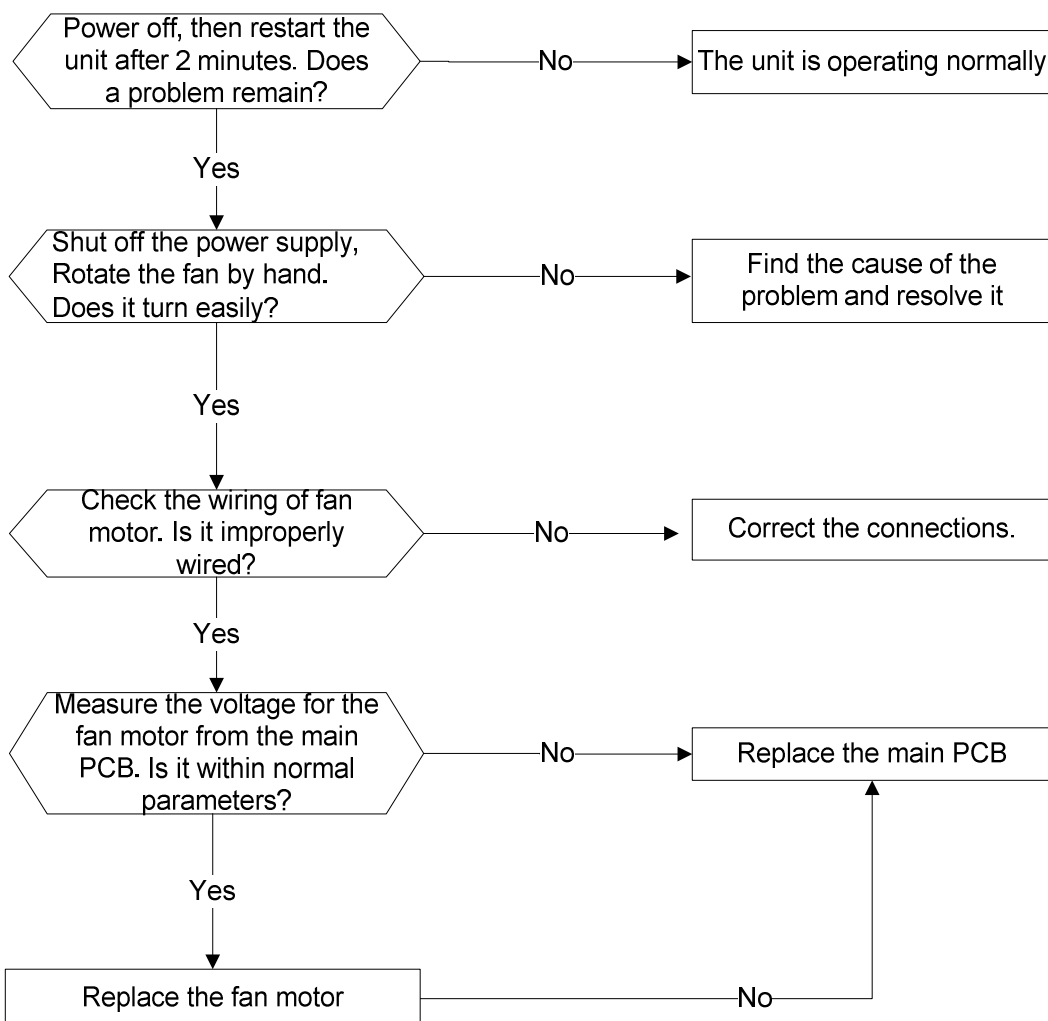 Power off, then restart the
unit after 2 minutes. Does
a problem remain?
No
The unit is operating normally
Yes
Shut off the power supply,
Rotate the fan by hand.
Does it turn easily?
No
Find the cause of the
problem and resolve it
Yes
Check the wiring of fan
motor. Is it improperly
wired?
No
Correct the connections.
Yes
Measure the voltage for the
fan motor from the main
PCB. Is it within normal
parameters?
No
Replace the main PCB
Yes
Replace the fan motor
No